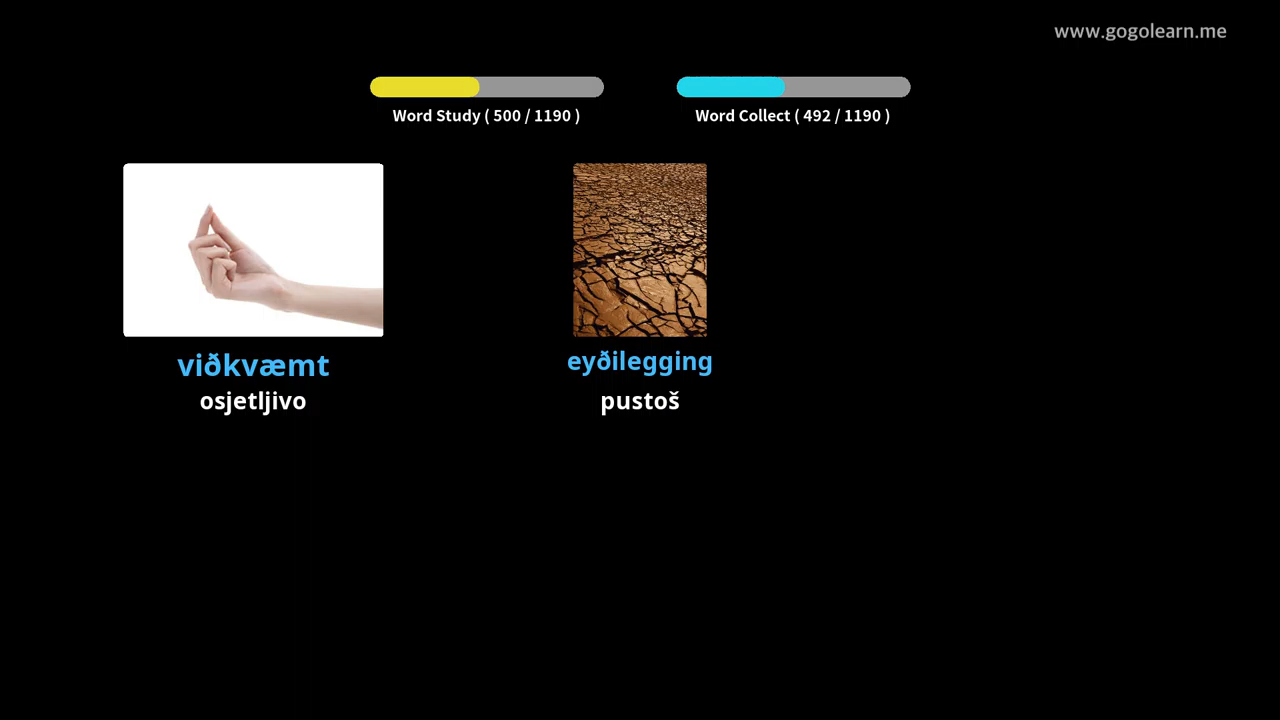 www.gogolearn.me
Word Study ( 500 / 1190 )
Word Collect ( 492 / 1190 )
viðkvæmt
osjetljivo
eyðilegging
pustoš